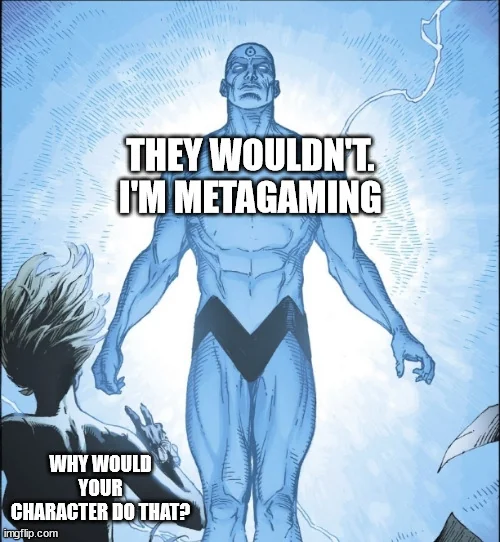 THEY WOULDN'T.
I'M METAGAMING
WHY WOULD
YOUR
CHARACTER DO THAT?
imgflip.com